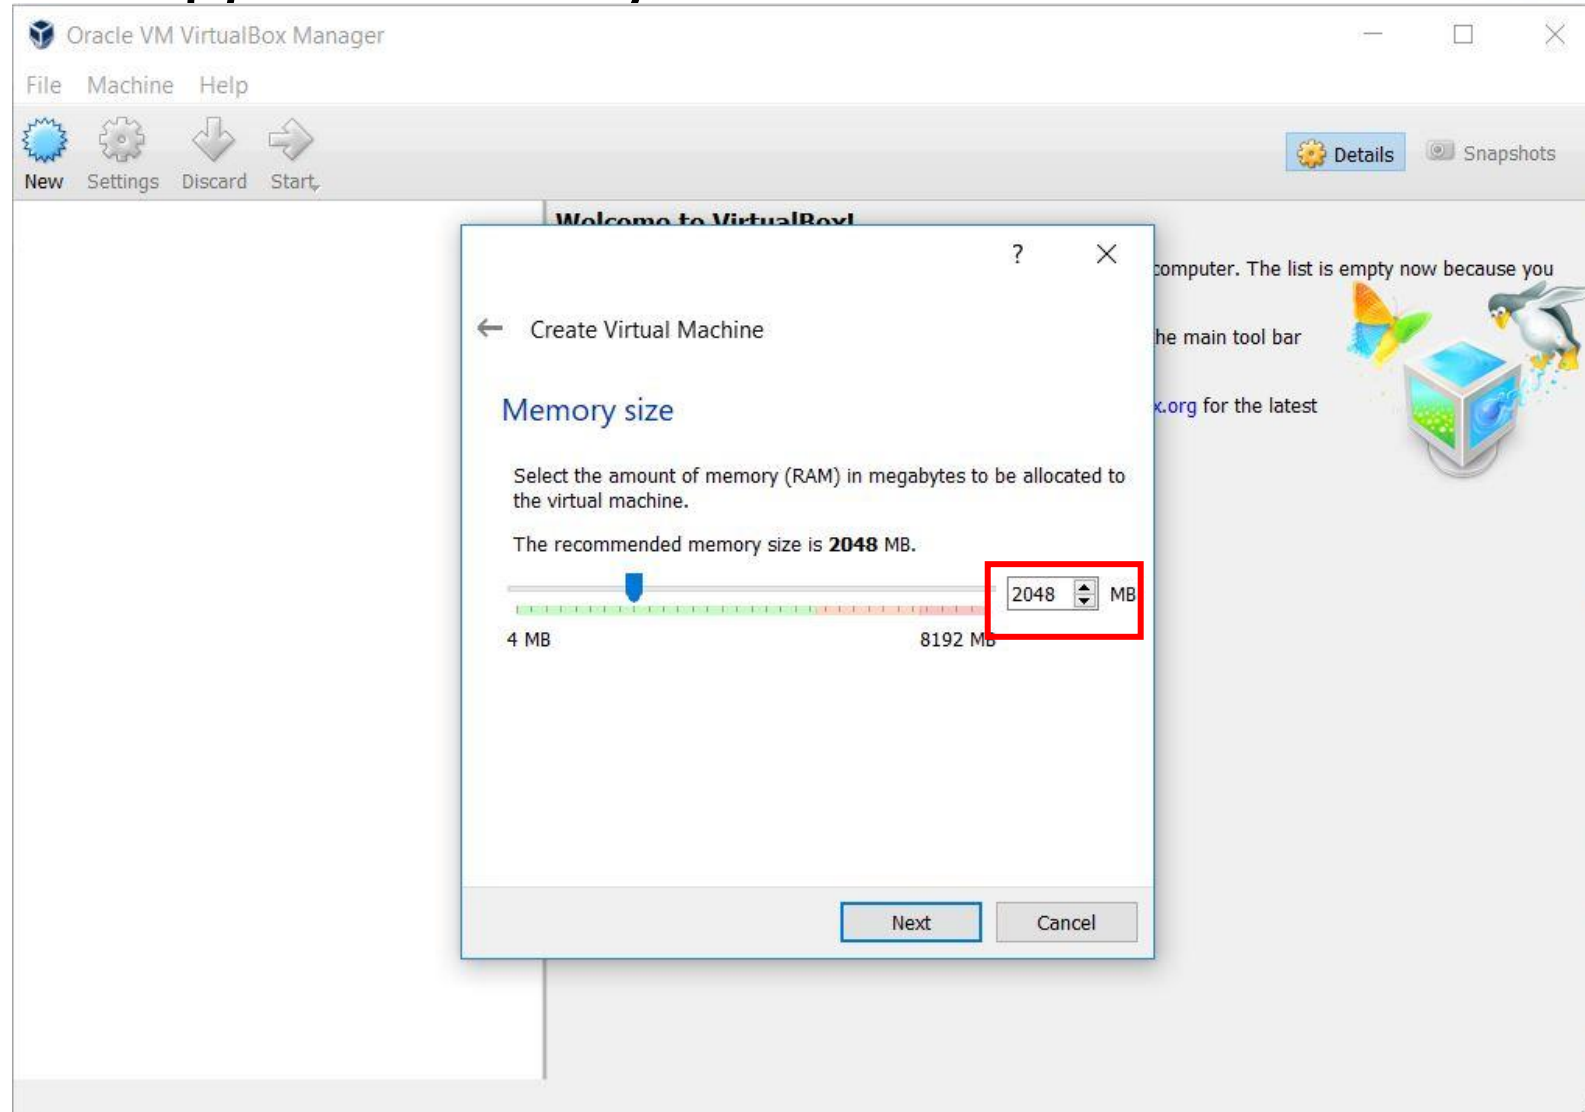 Oracle VM VirtualBox Manager
File Machine Help
New Settings Discard Start
Details Snapshots
Welcome to VirtualBox!
computer. The list is empty now because you
he main tool bar
x.org for the latest
?
Create Virtual Machine
Memory size
Select the amount of memory (RAM) in megabytes to be allocated to
the virtual machine.
The recommended memory size is 2048 MB.
2048 MB
4 MB 8192 MB
Next Cancel